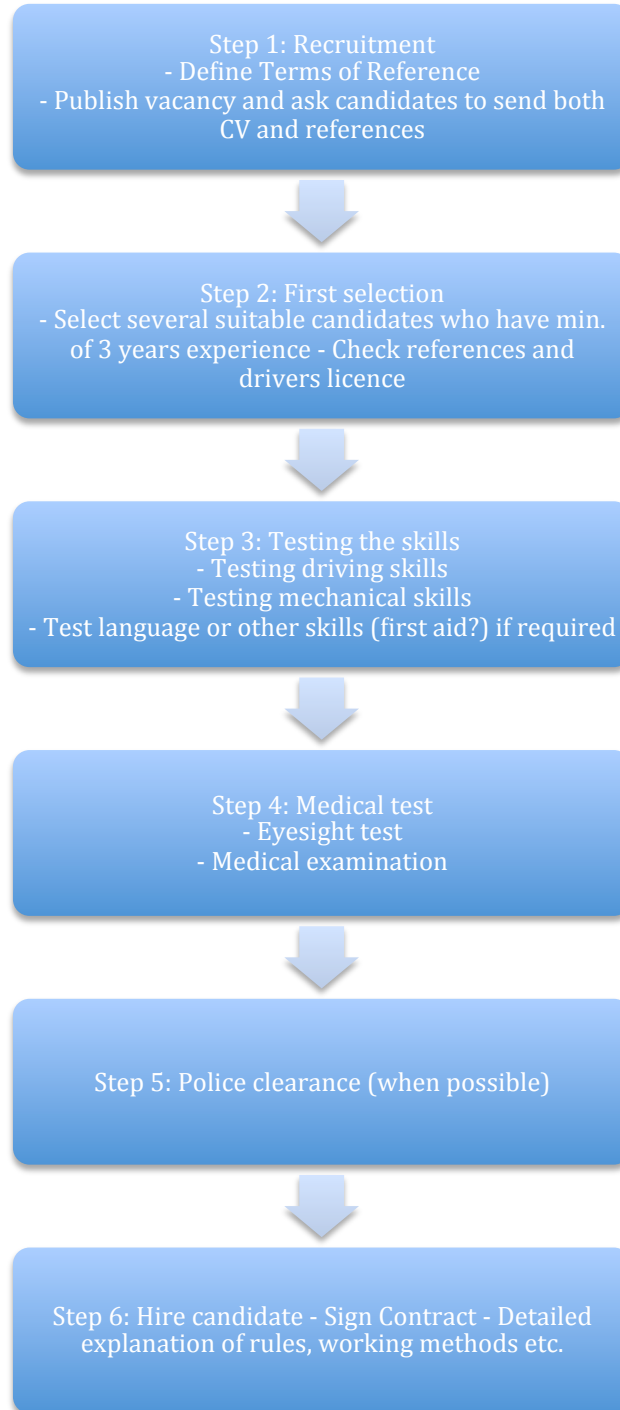 Step 1: Recruitment
- Define Terms of Reference
- Publish vacancy and ask candidates to send both
CV and references
Step 2: First selection
- Select several suitable candidates who have min.
of 3 years experience - Check references and
drivers licence
Step 3: Testing the skills
- Testing driving skills
- Testing mechanical skills
- Test language or other skills (first aid?) if required
Step 4: Medical test
- Eyesight test
- Medical examination
Step 5: Police clearance (when possible)
Step 6: Hire candidate - Sign Contract - Detailed
explanation of rules, working methods etc.